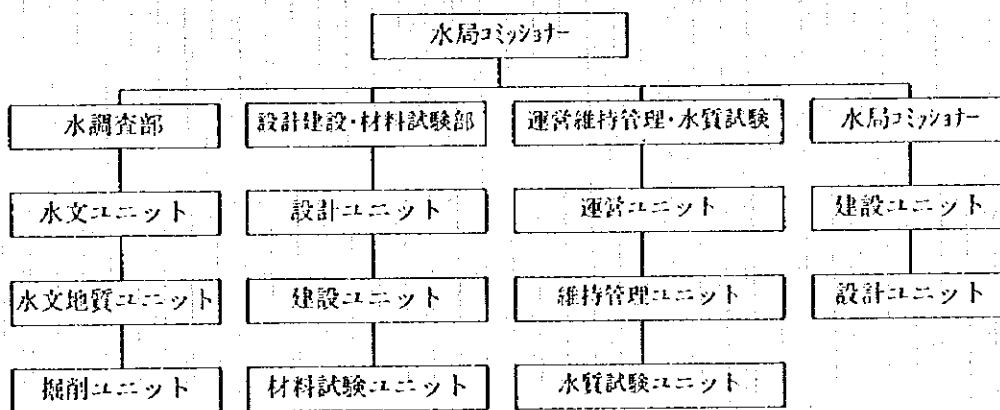 水局コミッショナー
水調査部
設計建設・材料試験部
運営維持管理・水質試験
水局コミッショナー
水文ユニット
設計ユニット
運営ユニット
建設ユニット
水文地質ユニット
建設ユニット
維持管理ユニット
設計ユニット
掘削ユニット
材料試験ユニット
水質試験ユニット